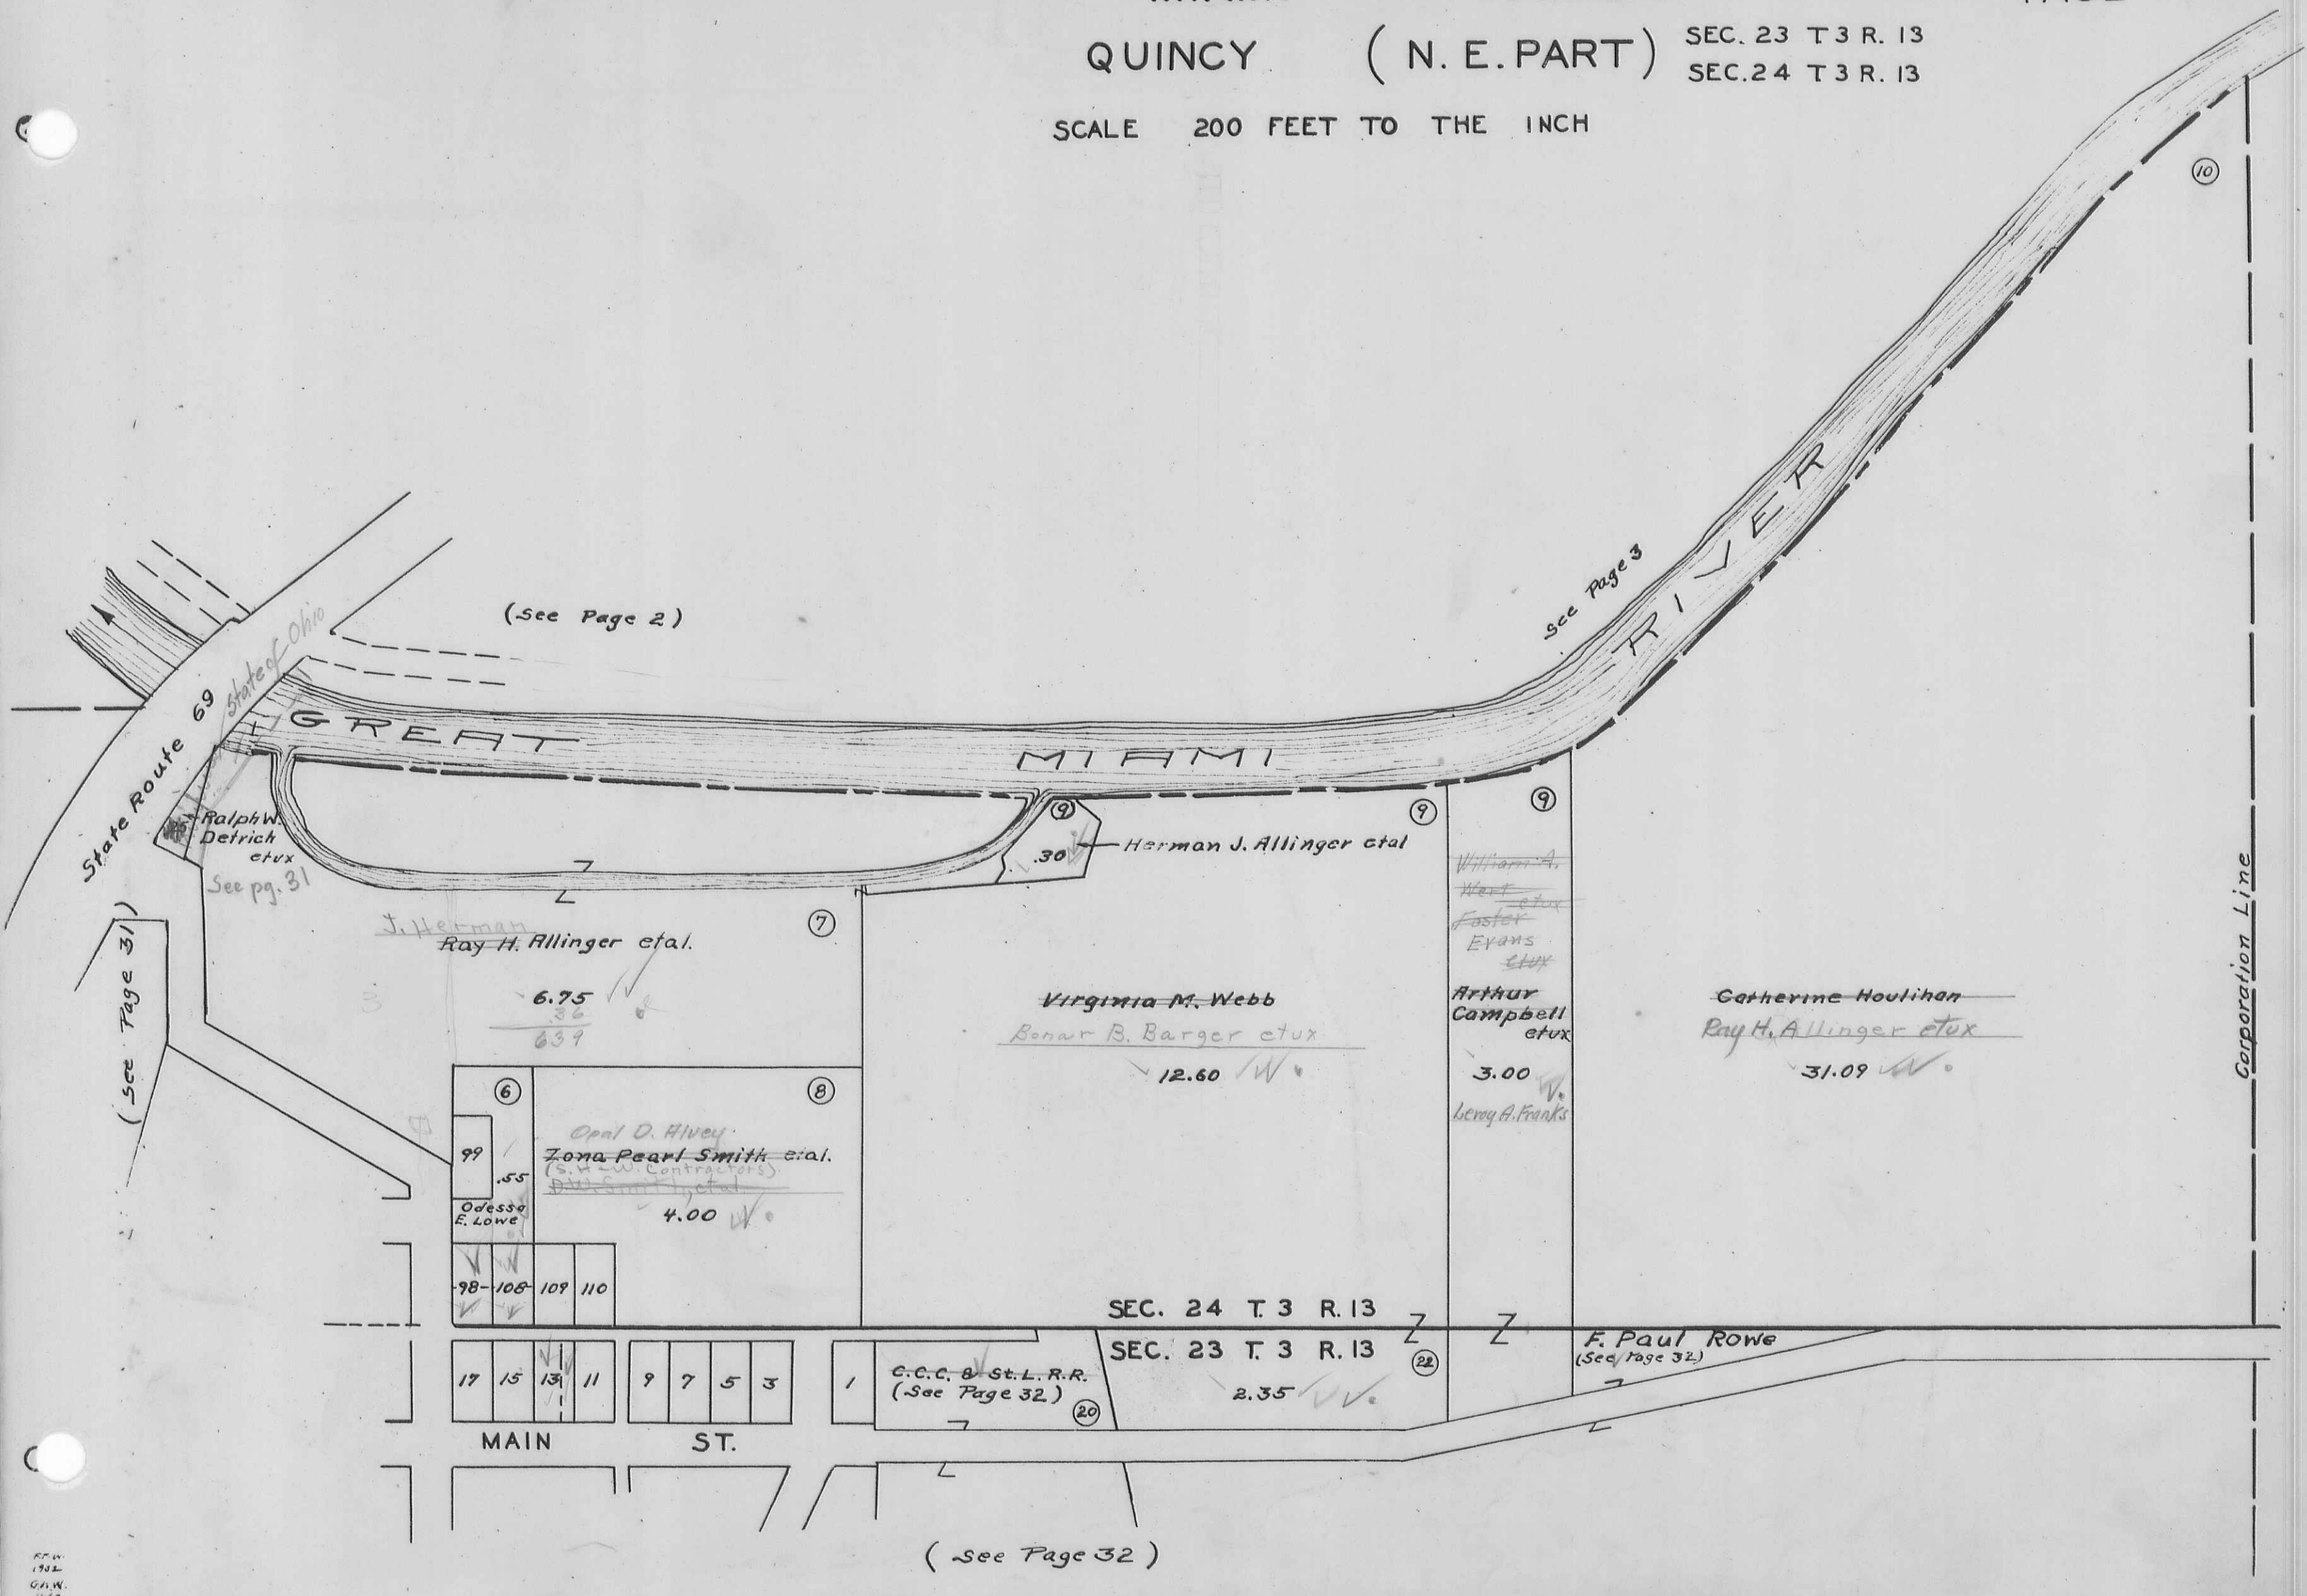 QUINCY ( N. E. PART ) SEC. 23 T 3 R. 13
SEC. 24 T 3 R. 13
SCALE 200 FEET TO THE INCH
10
See Page 3
(See Page 2)
State of Ohio
State Route 69
GREAT MIAMI RIVER
Ralph W.
Detrich
etux
See pg. 31
(See Page 31)
9
.30
Herman J. Allinger etal
9
9
7
J. Herman
Ray H. Allinger etal.
6.75
.36
639
William A.
Wert
etux
Foster
Evans
etux
Arthur
Campbell
etux
3.00
Leroy A. Franks
Virginia M. Webb
Bonar B. Barger etux
12.60
Catherine Houlihan
Ray H. Allinger etux
31.09
Corporation Line
6
8
99
.55
Odessa
E. Lowe
Opal D. Alvey
Zona Pearl Smith etal.
(S. H - W. Contractors)
D.W. Smith, etal.
4.00
98 108 109 110
SEC. 24 T. 3 R. 13
SEC. 23 T. 3 R. 13
22
2.35
F. Paul Rowe
(See Page 32)
17 15 13 11 9 7 5 3 1
C.C.C. & St. L. R.R.
(See Page 32)
20
MAIN ST.
(See Page 32)
G.N.W.